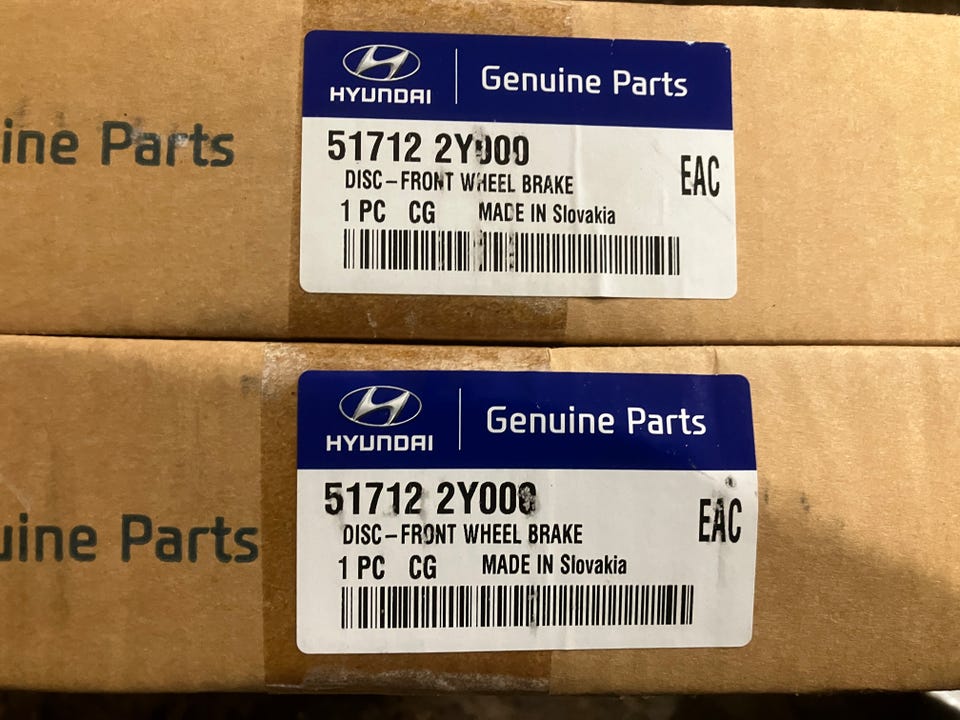 ine Parts
HYUNDAI
Genuine Parts
51712 2Y000
DISC-FRONT WHEEL BRAKE
EAC
1 PC CG MADE IN Slovakia
uine Parts
HYUNDAI
Genuine Parts
51712 2Y000
DISC-FRONT WHEEL BRAKE
EAC
1 PC CG MADE IN Slovakia